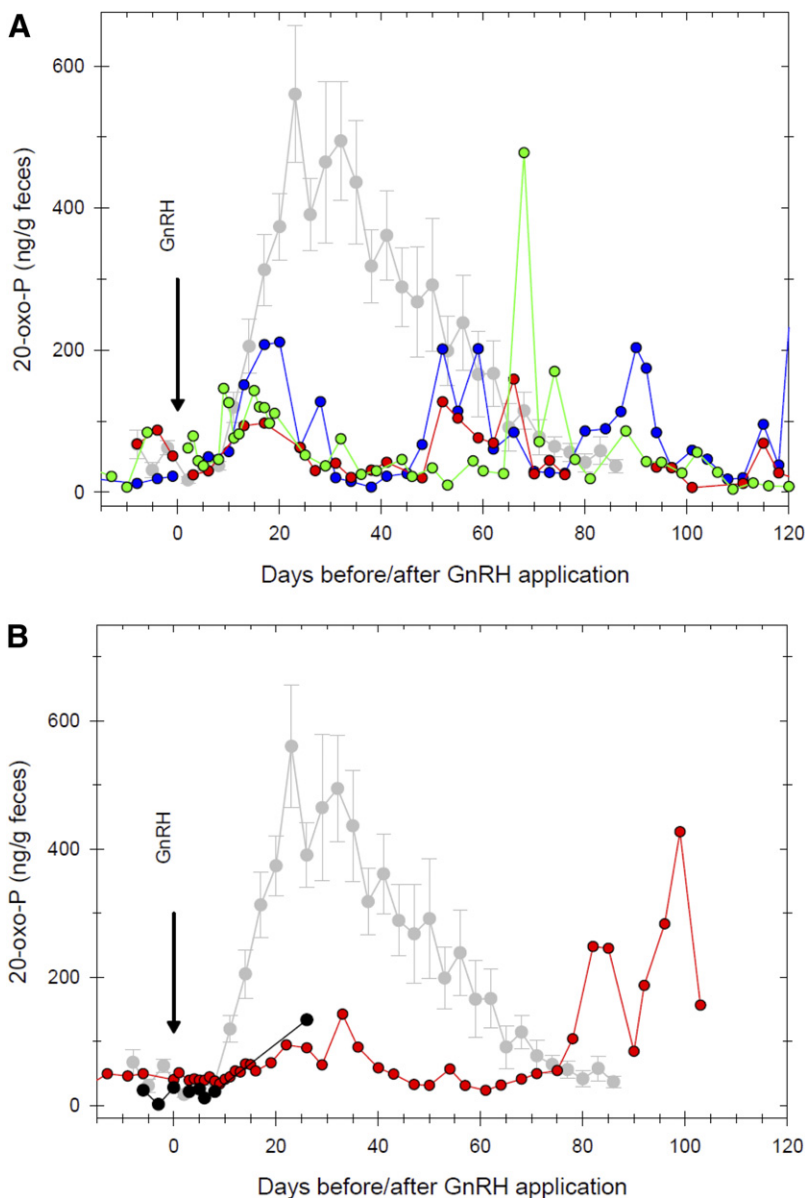 A
600
400
200
0
20-oxo-P (ng/g feces)
GnRH
0 20 40 60 80 100 120
Days before/after GnRH application
B
600
400
200
0
20-oxo-P (ng/g feces)
GnRH
0 20 40 60 80 100 120
Days before/after GnRH application